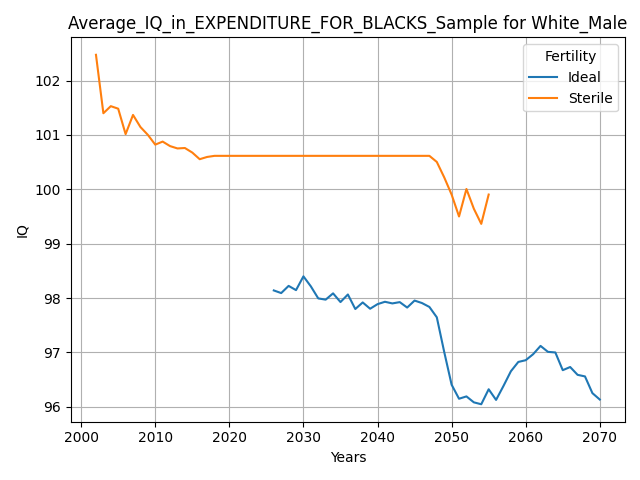 Average_IQ_in_EXPENDITURE_FOR_BLACKS_Sample for White_Male
Fertility
Ideal
Sterile
102
101
100
99
98
97
96
IQ
2000 2010 2020 2030 2040 2050 2060 2070
Years